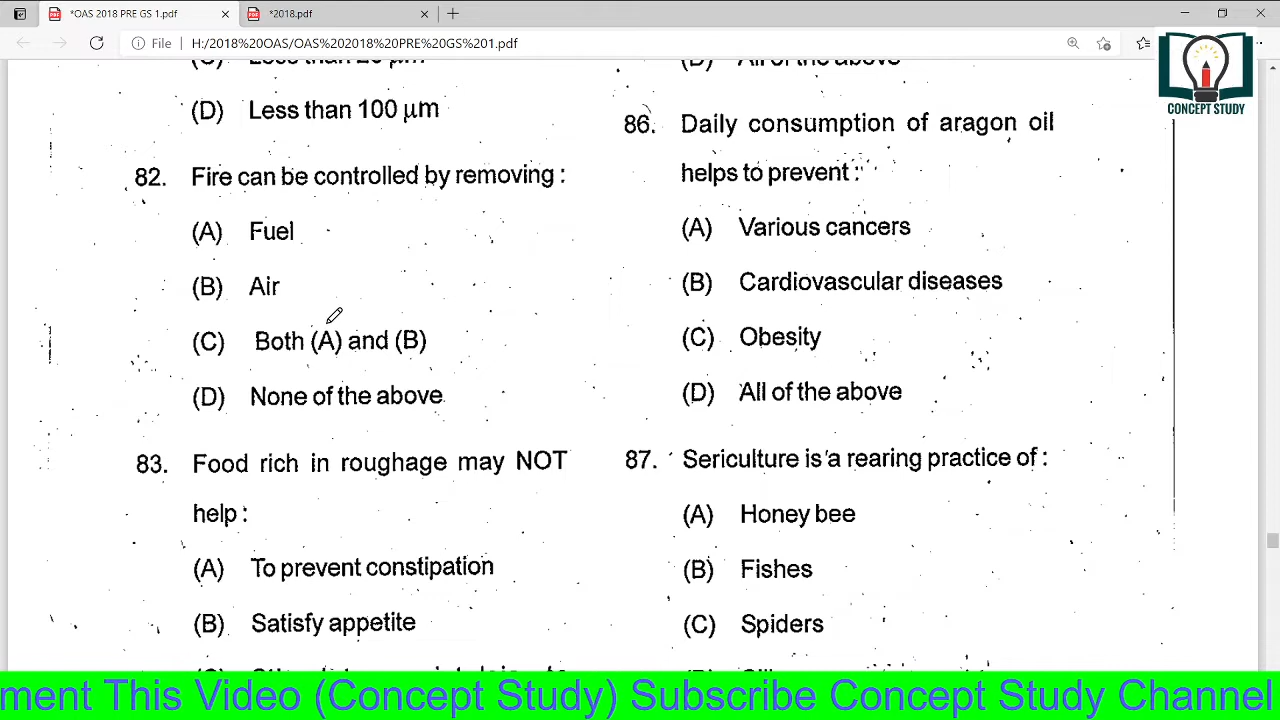 *OAS 2018 PRE GS 1.pdf
*2018.pdf
File
H:/2018%20OAS/OAS%202018%20PRE%20GS%201.pdf
CONCEPT STUDY
(D) Less than 100 μm
82. Fire can be controlled by removing :
(A) Fuel
(B) Air
(C) Both (A) and (B)
(D) None of the above
83. Food rich in roughage may NOT
help :
(A) To prevent constipation
(B) Satisfy appetite
(D) All of the above
86. Daily consumption of aragon oil
helps to prevent :
(A) Various cancers
(B) Cardiovascular diseases
(C) Obesity
(D) All of the above
87. Sericulture is a rearing practice of :
(A) Honey bee
(B) Fishes
(C) Spiders
ment This Video (Concept Study) Subscribe Concept Study Channel